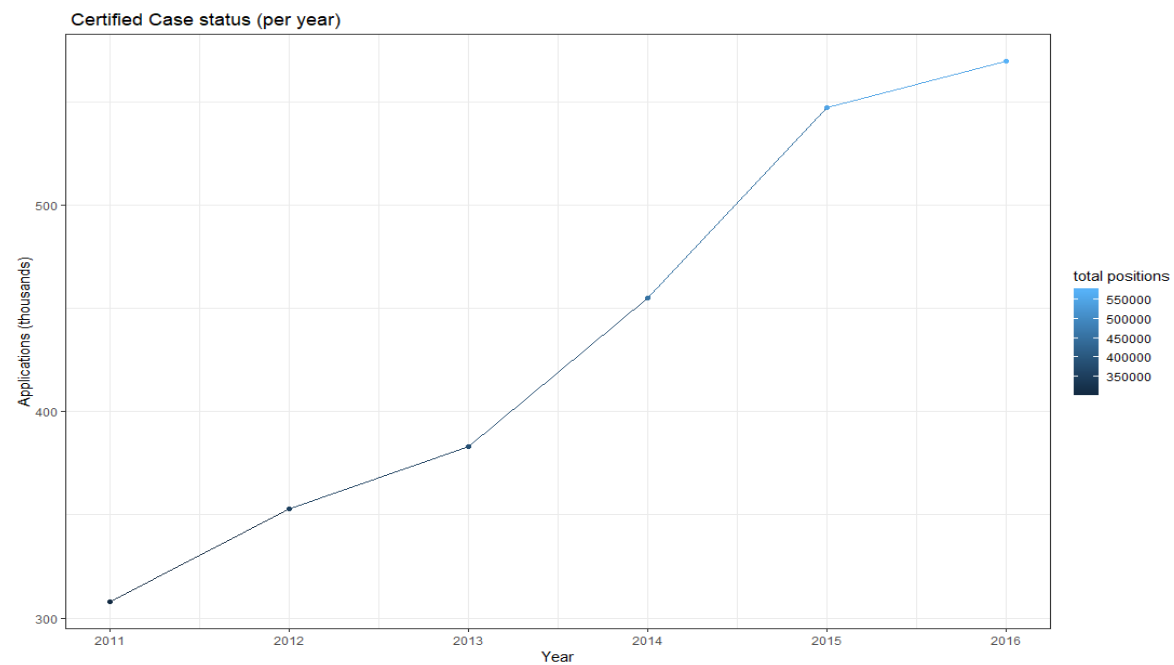 Certified Case status (per year)
Applications (thousands)
500
400
300
2011 2012 2013 2014 2015 2016
Year
total positions
550000
500000
450000
400000
350000